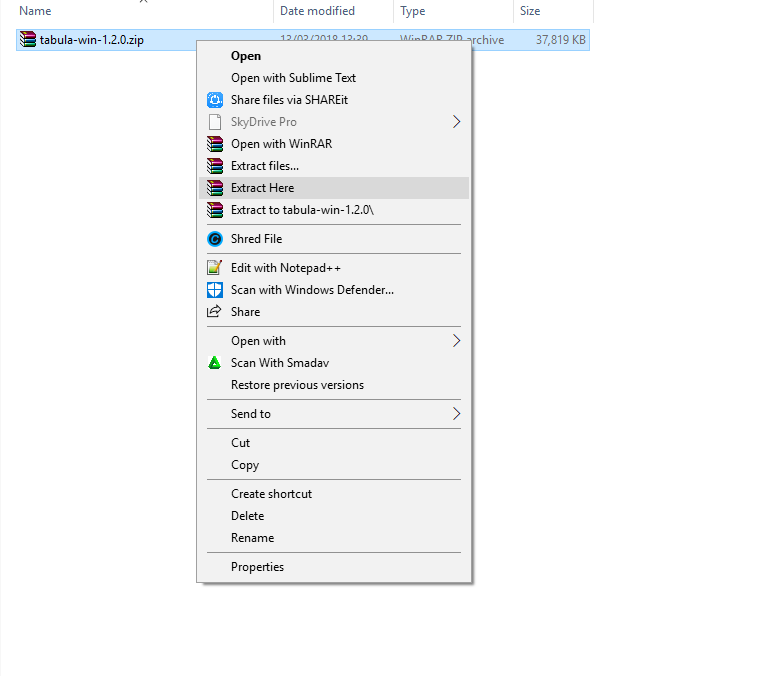 Name Date modified Type Size
tabula-win-1.2.0.zip 13/03/2018 13:39 WinRAR ZIP archive 37,819 KB
Open
Open with Sublime Text
Share files via SHAREit
SkyDrive Pro
Open with WinRAR
Extract files...
Extract Here
Extract to tabula-win-1.2.0\
Shred File
Edit with Notepad++
Scan with Windows Defender...
Share
Open with
Scan With Smadav
Restore previous versions
Send to
Cut
Copy
Create shortcut
Delete
Rename
Properties